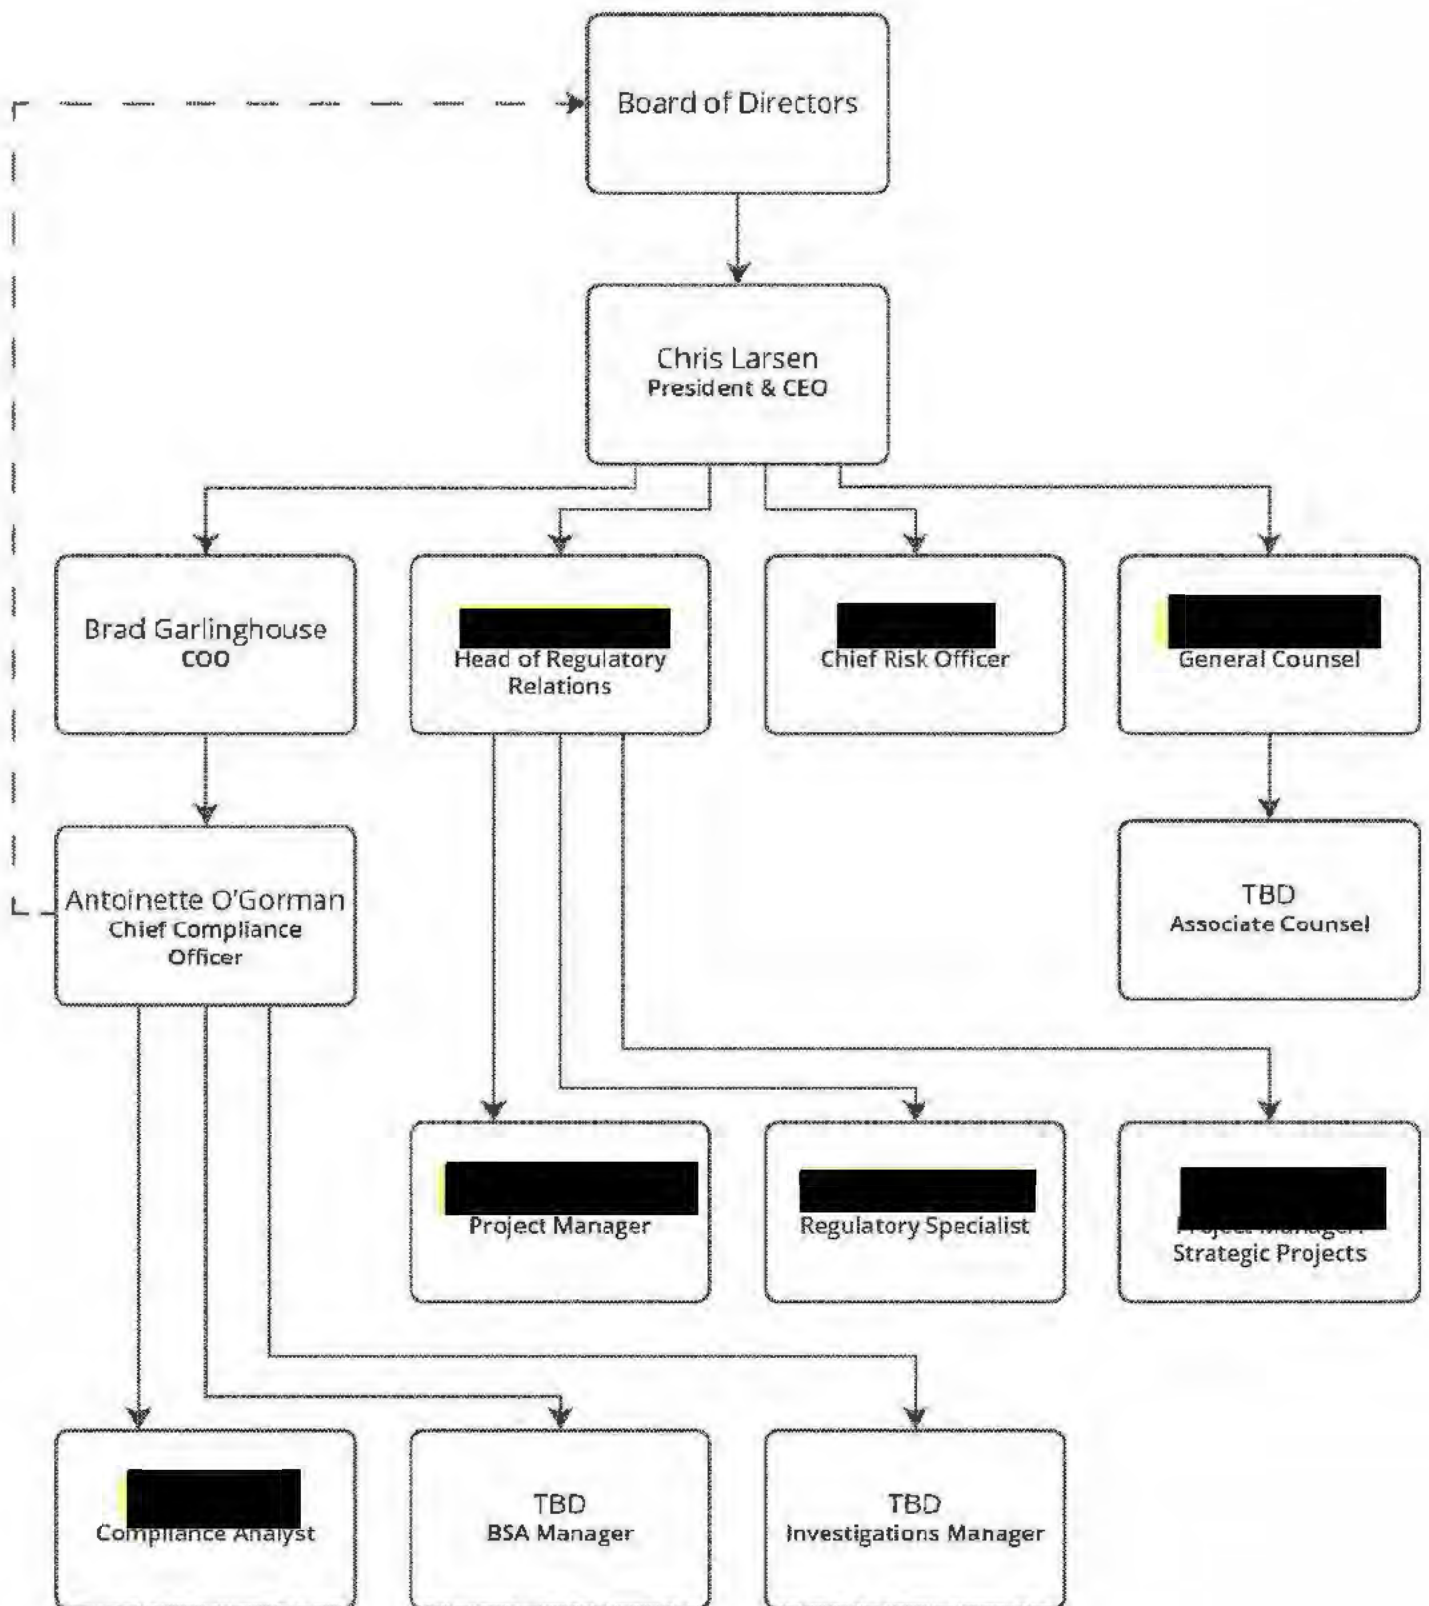 Board of Directors
Chris Larsen
President & CEO
Brad Garlinghouse
COO
Head of Regulatory
Relations
Chief Risk Officer
General Counsel
Antoinette O'Gorman
Chief Compliance
Officer
TBD
Associate Counsel
Project Manager
Regulatory Specialist
Project Manager:
Strategic Projects
Compliance Analyst
TBD
BSA Manager
TBD
Investigations Manager